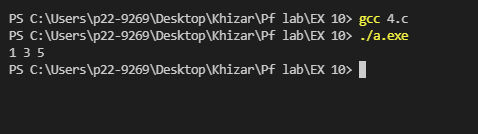 PS C:\Users\p22-9269\Desktop\Khizar\Pf lab\EX 10> gcc 4.c
PS C:\Users\p22-9269\Desktop\Khizar\Pf lab\EX 10> ./a.exe
1 3 5
PS C:\Users\p22-9269\Desktop\Khizar\Pf lab\EX 10>